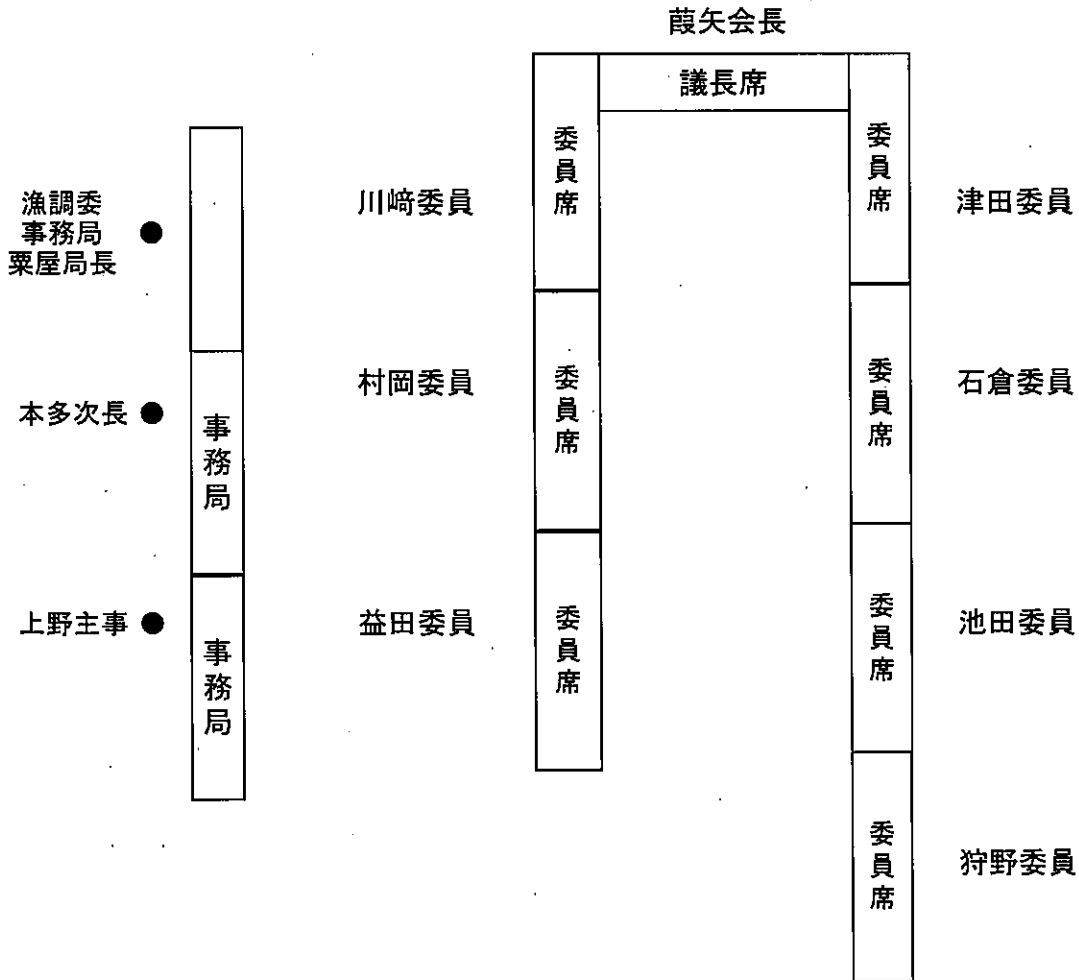 葭矢会長
議長席
委員席
委員席
漁調委
事務局
粟屋局長
川﨑委員
津田委員
本多次長
事務局
村岡委員
委員席
委員席
石倉委員
上野主事
事務局
益田委員
委員席
委員席
池田委員
委員席
狩野委員